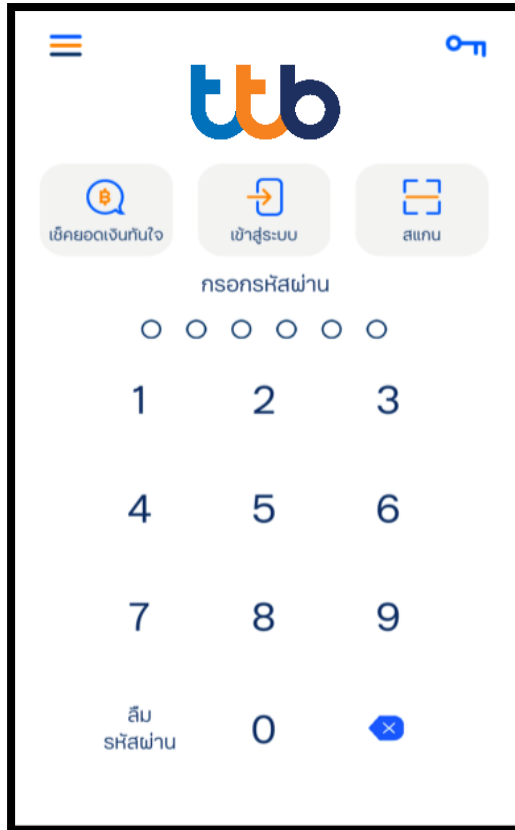 ttb
เช็คยอดเงินทันใจ
เข้าสู่ระบบ
สแกน
กรอกรหัสผ่าน
1 2 3
4 5 6
7 8 9
ลืม
รหัสผ่าน
0